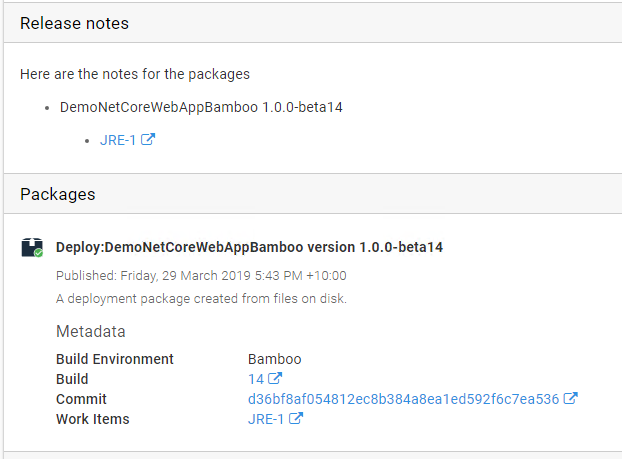 Release notes
Here are the notes for the packages
DemoNetCoreWebAppBamboo 1.0.0-beta14
JRE-1
Packages
Deploy:DemoNetCoreWebAppBamboo version 1.0.0-beta14
Published: Friday, 29 March 2019 5:43 PM +10:00
A deployment package created from files on disk.
Metadata
Build Environment Bamboo
Build 14
Commit d36bf8af054812ec8b384a8ea1ed592f6c7ea536
Work Items JRE-1